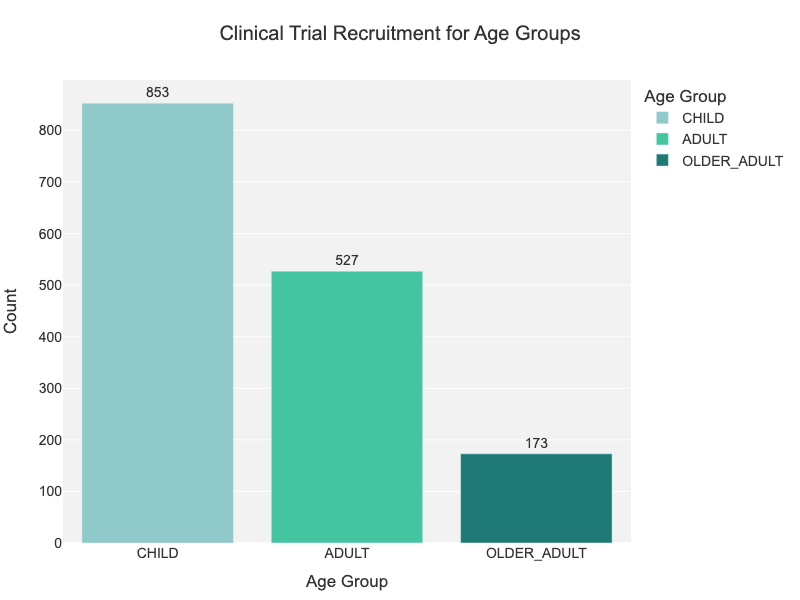 Clinical Trial Recruitment for Age Groups
Age Group
CHILD
ADULT
OLDER_ADULT
853
527
173
Count
800
700
600
500
400
300
200
100
0
CHILD
ADULT
OLDER_ADULT
Age Group